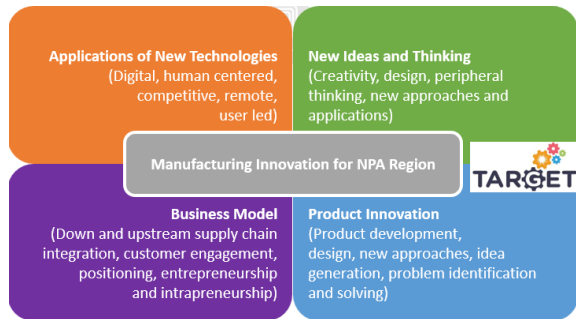 Applications of New Technologies
(Digital, human centered,
competitive, remote,
user led)
New Ideas and Thinking
(Creativity, design, peripheral
thinking, new approaches and
applications)
Manufacturing Innovation for NPA Region
TARGET
Business Model
(Down and upstream supply chain
integration, customer engagement,
positioning, entrepreneurship
and intrapreneurship)
Product Innovation
(Product development,
design, new approaches, idea
generation, problem identification
and solving)